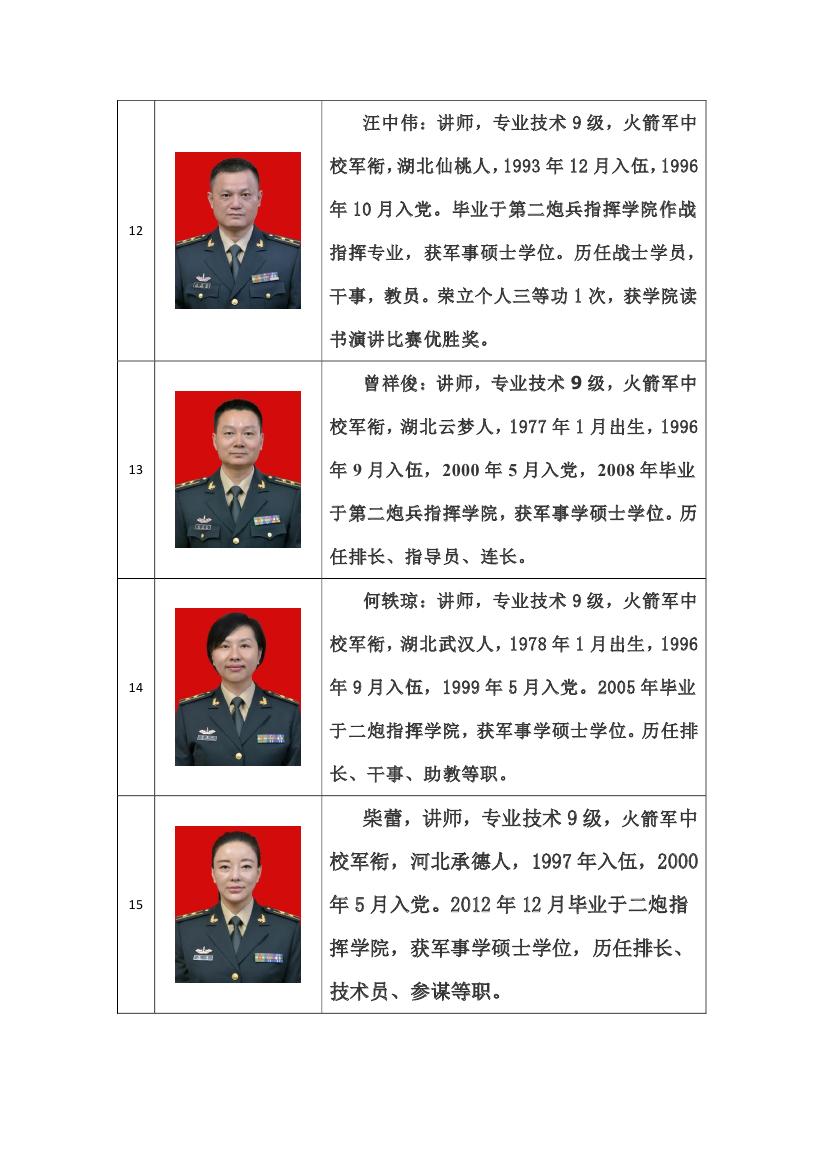 12
汪中伟：讲师，专业技术 9 级，火箭军中
校军衔，湖北仙桃人，1993 年 12 月入伍，1996
年 10 月入党。毕业于第二炮兵指挥学院作战
指挥专业，获军事硕士学位。历任战士学员，
干事，教员。荣立个人三等功 1 次，获学院读
书演讲比赛优胜奖。
13
曾祥俊：讲师，专业技术 9 级，火箭军中
校军衔，湖北云梦人，1977 年 1 月出生，1996
年 9 月入伍，2000 年 5 月入党，2008 年毕业
于第二炮兵指挥学院，获军事学硕士学位。历
任排长、指导员、连长。
14
何轶琼：讲师，专业技术 9 级，火箭军中
校军衔，湖北武汉人，1978 年 1 月出生，1996
年 9 月入伍，1999 年 5 月入党。2005 年毕业
于二炮指挥学院，获军事学硕士学位。历任排
长、干事、助教等职。
15
柴蕾，讲师，专业技术 9 级，火箭军中
校军衔，河北承德人，1997 年入伍，2000
年 5 月入党。2012 年 12 月毕业于二炮指
挥学院，获军事学硕士学位，历任排长、
技术员、参谋等职。